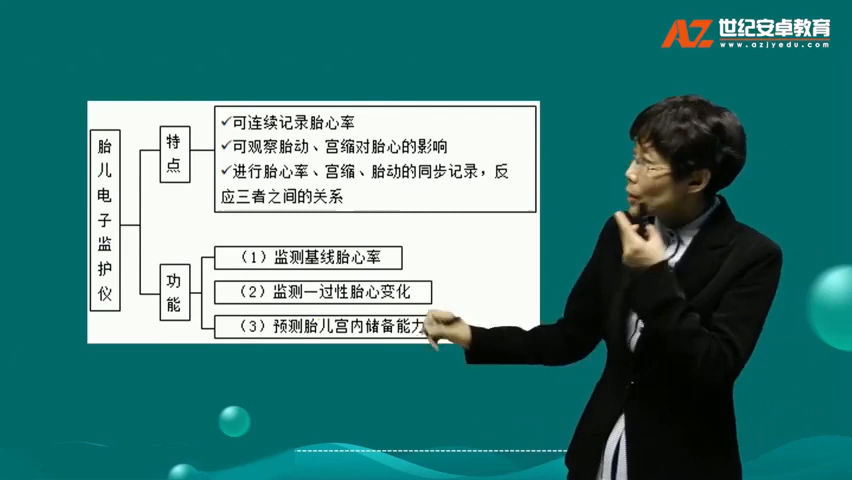 AZ 世纪安卓教育
www.azjyedu.com
胎儿电子监护仪
特点
✓可连续记录胎心率
✓可观察胎动、宫缩对胎心的影响
✓进行胎心率、宫缩、胎动的同步记录，反
应三者之间的关系
功能
（1）监测基线胎心率
（2）监测一过性胎心变化
（3）预测胎儿宫内储备能力